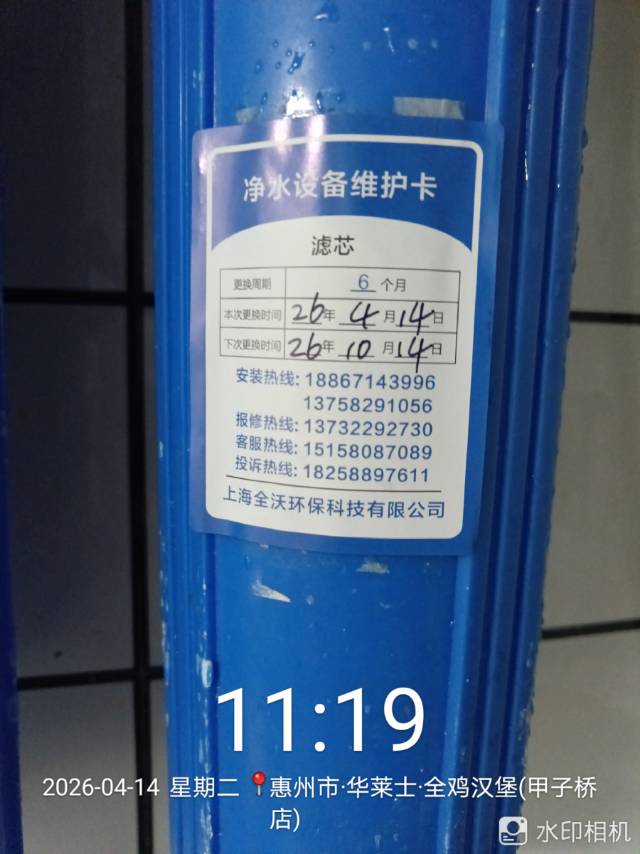 净水设备维护卡
滤芯
更换周期 6 个月
本次更换时间 26年 4 月 14日
下次更换时间 26年 10 月 14日
安装热线: 18867143996
13758291056
报修热线: 13732292730
客服热线: 15158087089
投诉热线: 18258897611
上海全沃环保科技有限公司
11:19
2026-04-14 星期二 📍惠州市·华莱士·全鸡汉堡(甲子桥
店)
水印相机